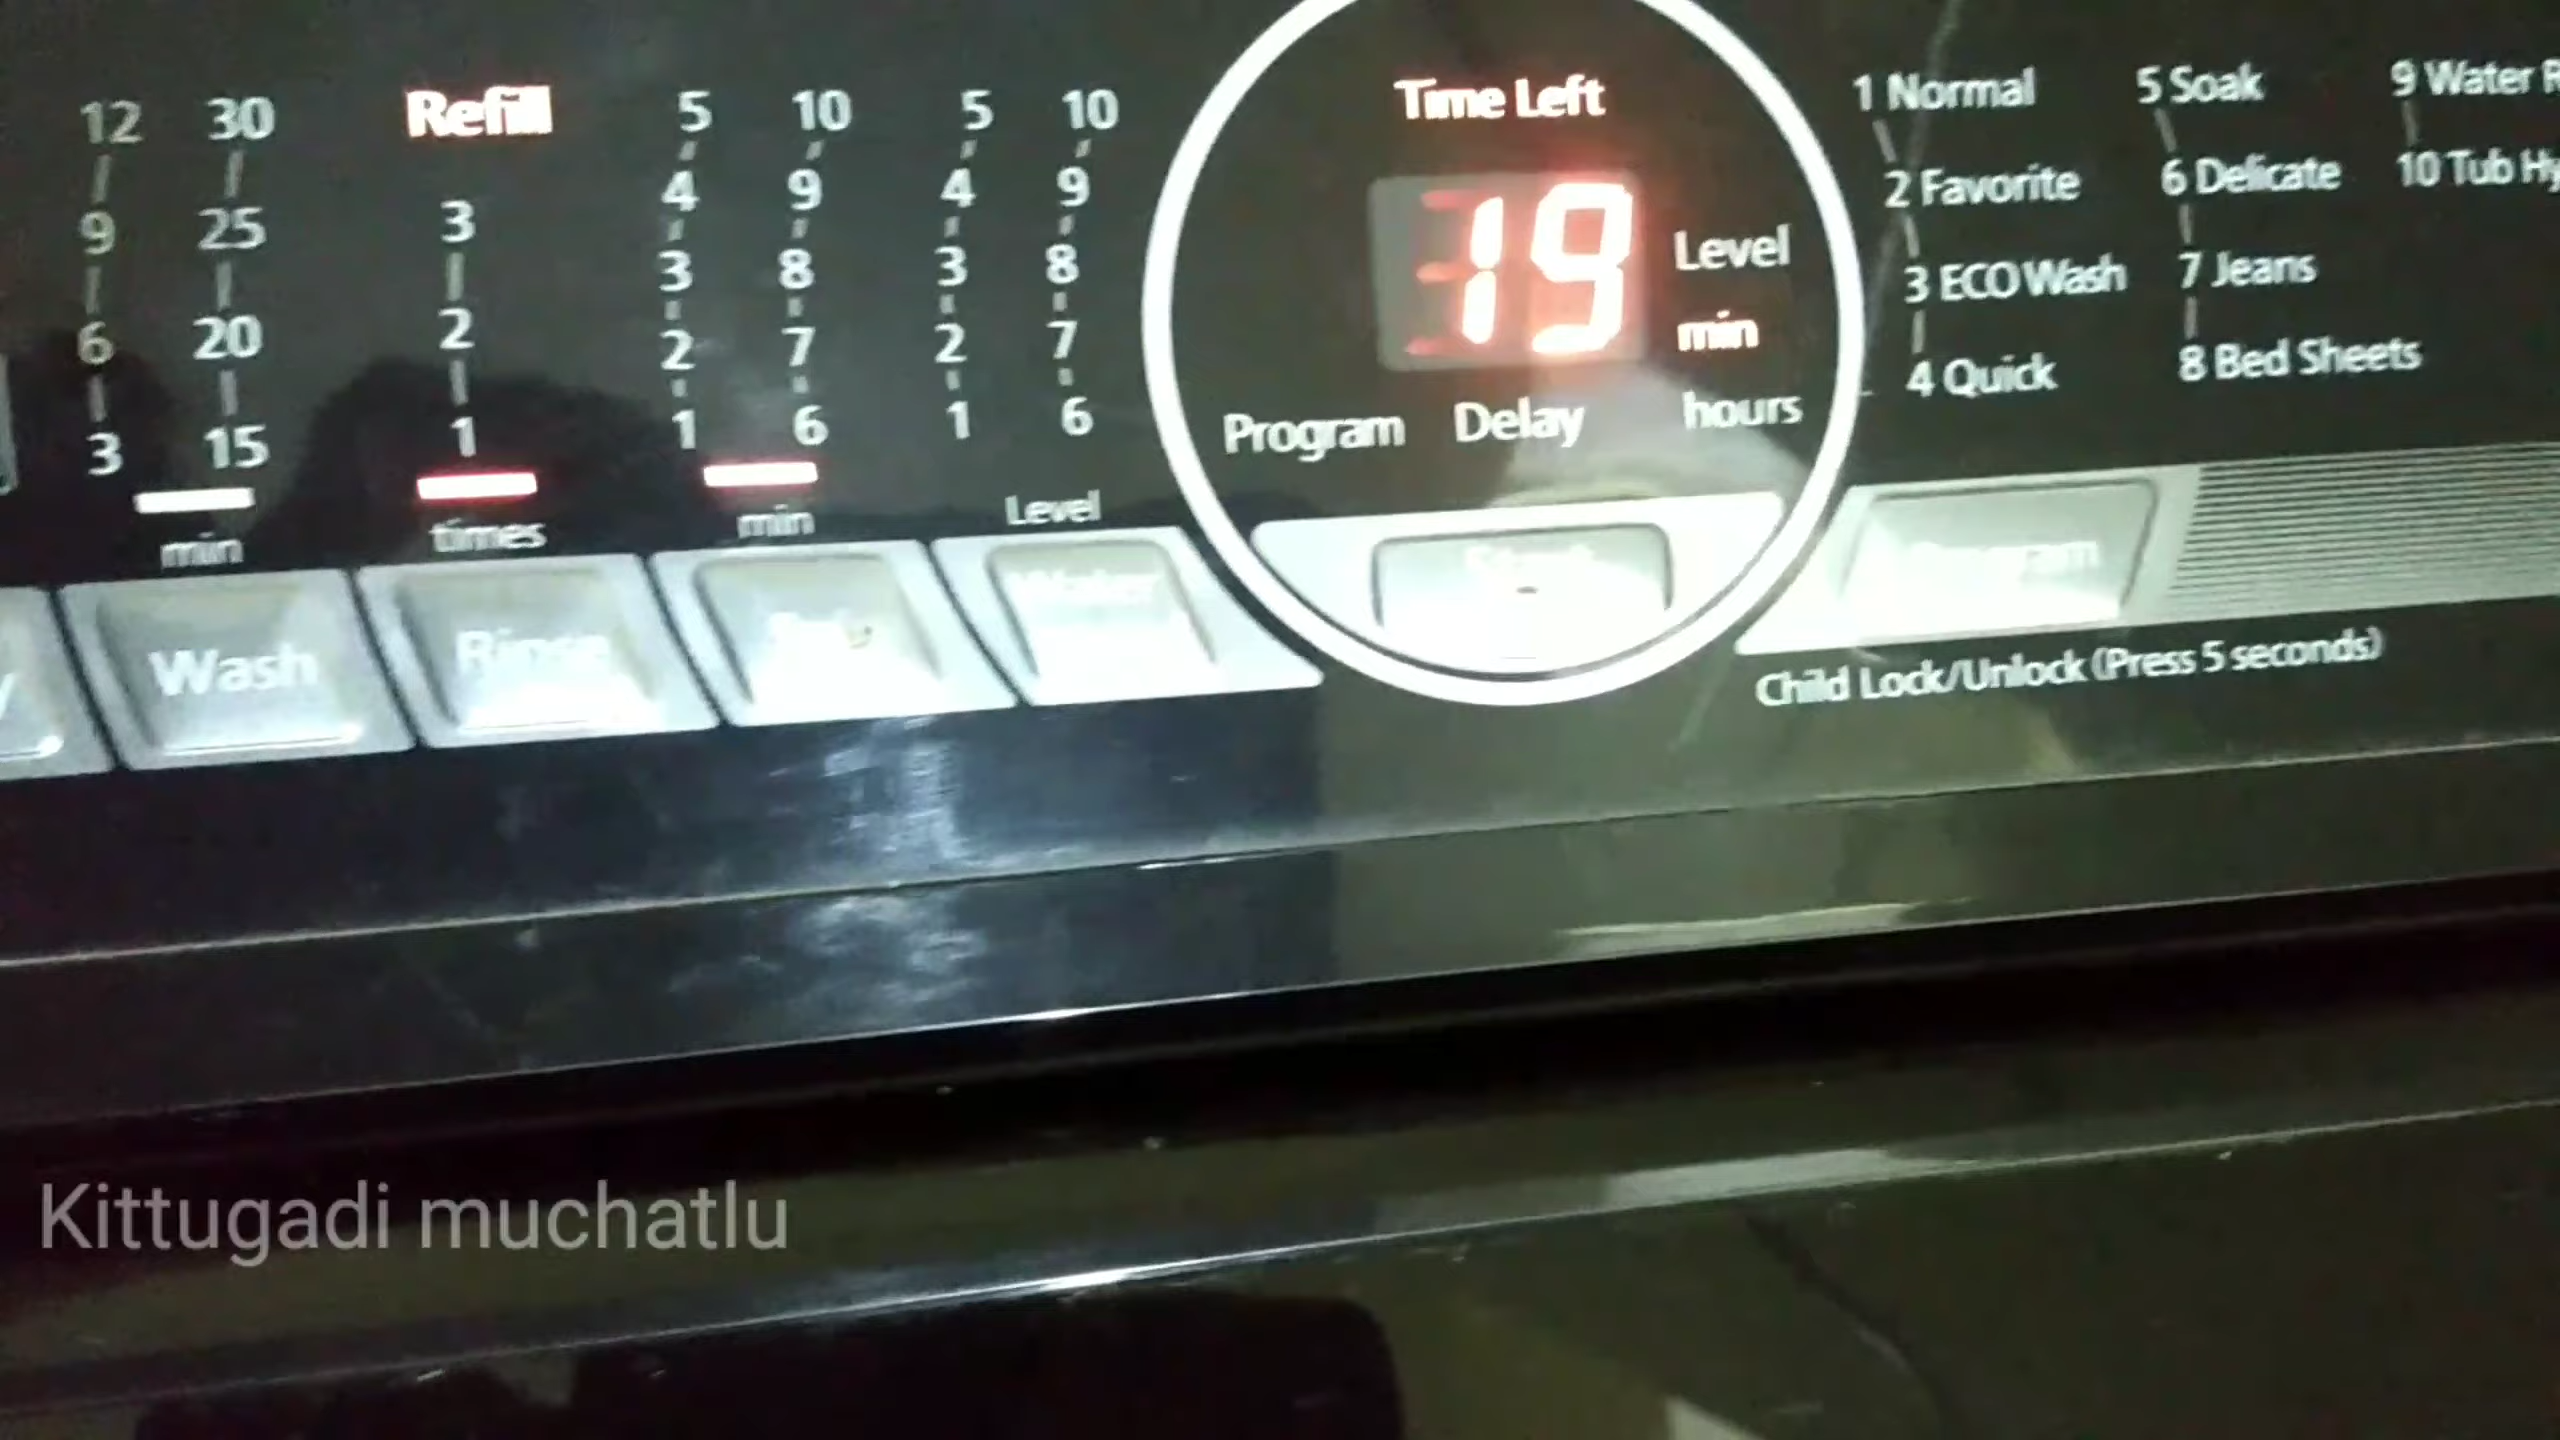 12 30 Refill 5 10 5 10 Time Left
9 25 3 4 9 4 9 19
6 20 2 3 8 3 8 Level
3 15 1 2 7 2 7 min
1 6 1 6 Program Delay hours
min times min Level
Wash Rinse
1 Normal
2 Favorite
3 ECO Wash
4 Quick
5 Soak
6 Delicate
7 Jeans
8 Bed Sheets
9 Water
10 Tub
Program
Child Lock/Unlock (Press 5 seconds)
Kittugadi muchatlu